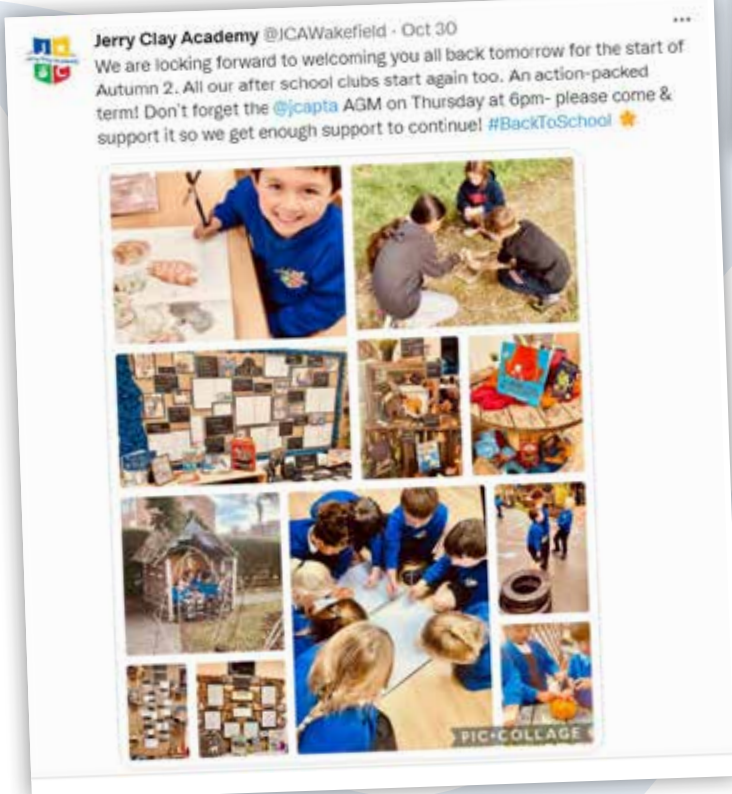 Jerry Clay Academy @JCAWakefield · Oct 30
We are looking forward to welcoming you all back tomorrow for the start of
Autumn 2. All our after school clubs start again too. An action-packed
term! Don't forget the @jcapta AGM on Thursday at 6pm- please come &
support it so we get enough support to continue! #BackToSchool
PIC•COLLAGE